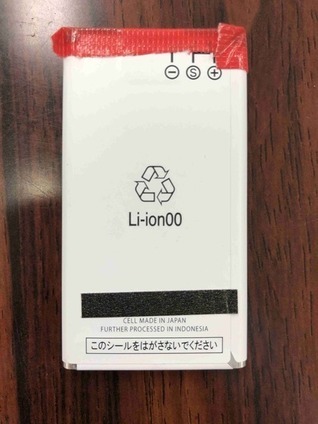 ⊖ Ⓢ ⊕
Li-ion00
CELL MADE IN JAPAN
FURTHER PROCESSED IN INDONESIA
このシールをはがさないでください